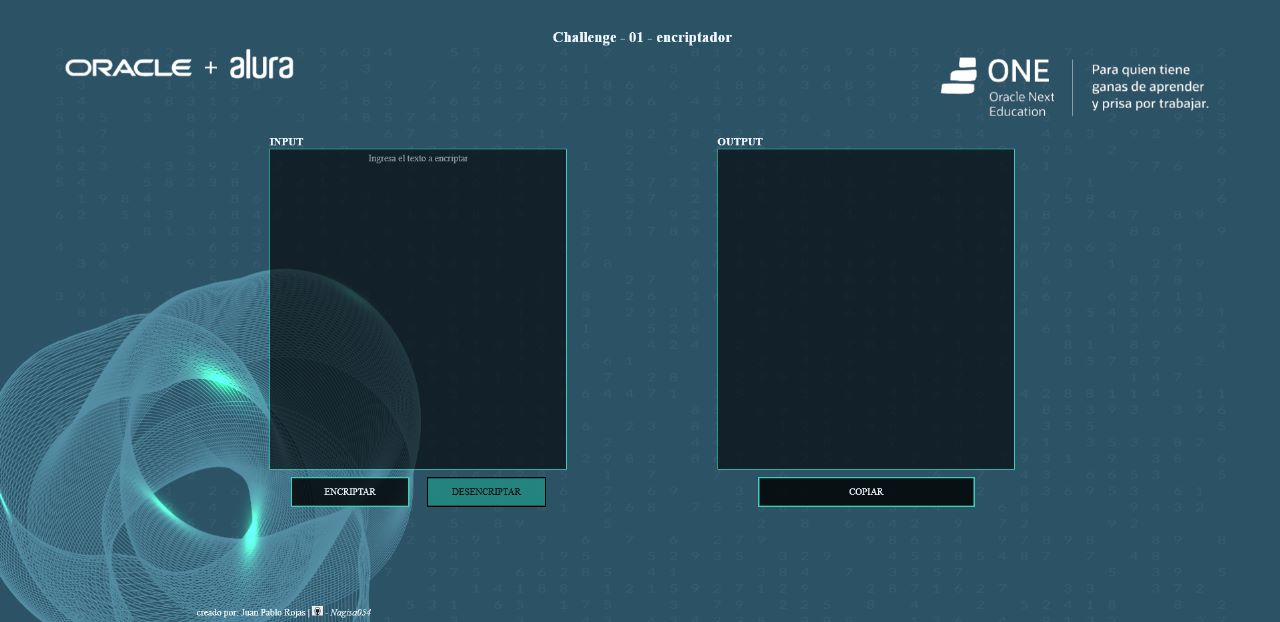 Challenge - 01 - encriptador
ORACLE + alura
ONE
Oracle Next
Education
Para quien tiene
ganas de aprender
y prisa por trabajar.
INPUT
OUTPUT
Ingresa el texto a encriptar
ENCRIPTAR
DESENCRIPTAR
COPIAR
creado por: Juan Pablo Rojas | - Nagisa054